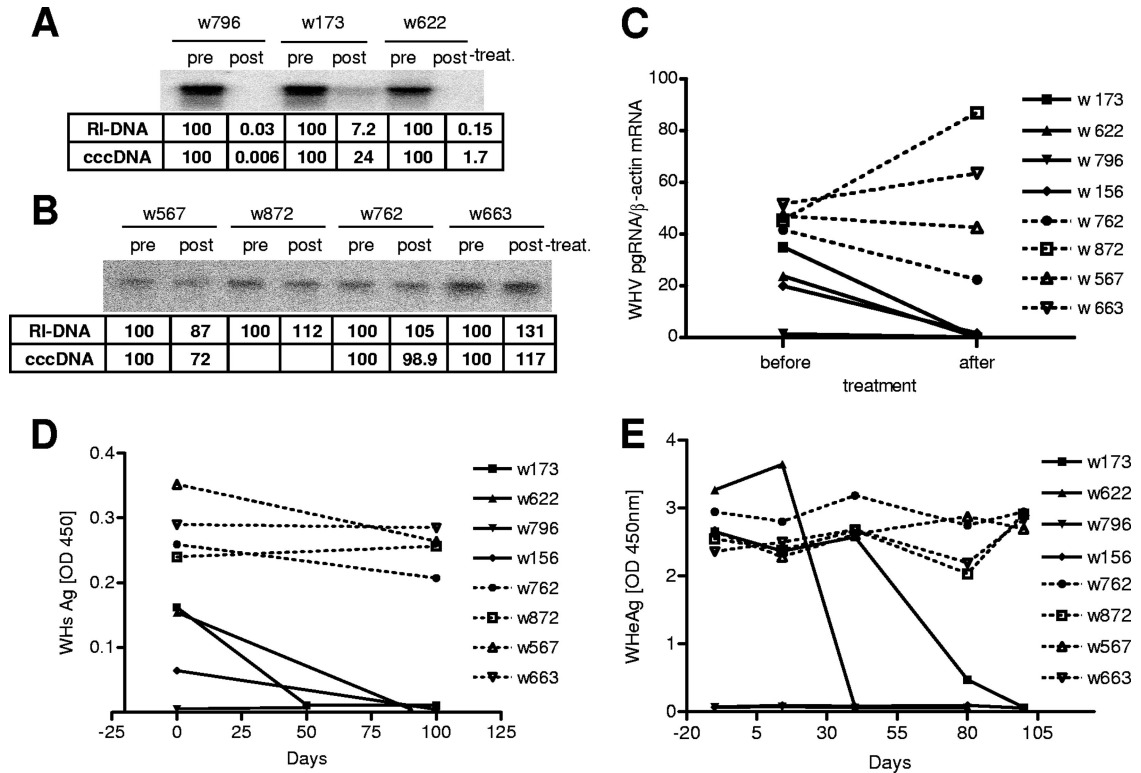 A
w796 w173 w622
pre post pre post pre post -treat.
RI-DNA 100 0.03 100 7.2 100 0.15
cccDNA 100 0.006 100 24 100 1.7
B
w567 w872 w762 w663
pre post pre post pre post pre post -treat.
RI-DNA 100 87 100 112 100 105 100 131
cccDNA 100 72 100 98.9 100 117
C
WHV pgRNA/β-actin mRNA
100
80
60
40
20
0
before after
treatment
w 173
w 622
w 796
w 156
w 762
w 872
w 567
w 663
D
WHs Ag [OD 450]
0.4
0.3
0.2
0.1
-25 0 25 50 75 100 125
Days
w173
w622
w796
w156
w762
w872
w567
w663
E
WHeAg [OD 450nm]
4
3
2
1
0
-20 5 30 55 80 105
Days
w173
w622
w796
w156
w762
w872
w567
w663